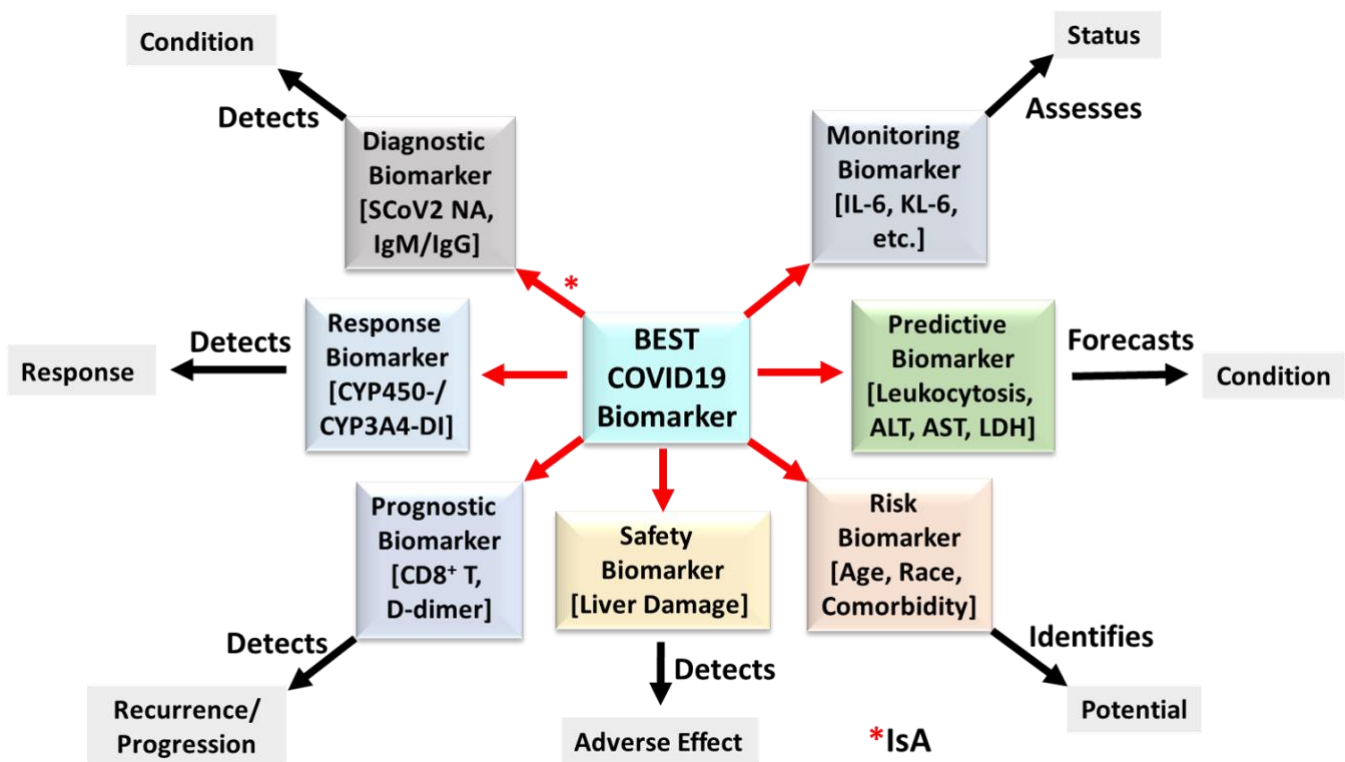 Condition
Detects
Diagnostic
Biomarker
[SCoV2 NA,
IgM/IgG]
Status
Assesses
Monitoring
Biomarker
[IL-6, KL-6,
etc.]
*
Response
Detects
Response
Biomarker
[CYP450-/
CYP3A4-DI]
BEST
COVID19
Biomarker
Predictive
Biomarker
[Leukocytosis,
ALT, AST, LDH]
Forecasts
Condition
Prognostic
Biomarker
[CD8⁺ T,
D-dimer]
Detects
Recurrence/
Progression
Safety
Biomarker
[Liver Damage]
Detects
Adverse Effect
Risk
Biomarker
[Age, Race,
Comorbidity]
Identifies
Potential
*IsA